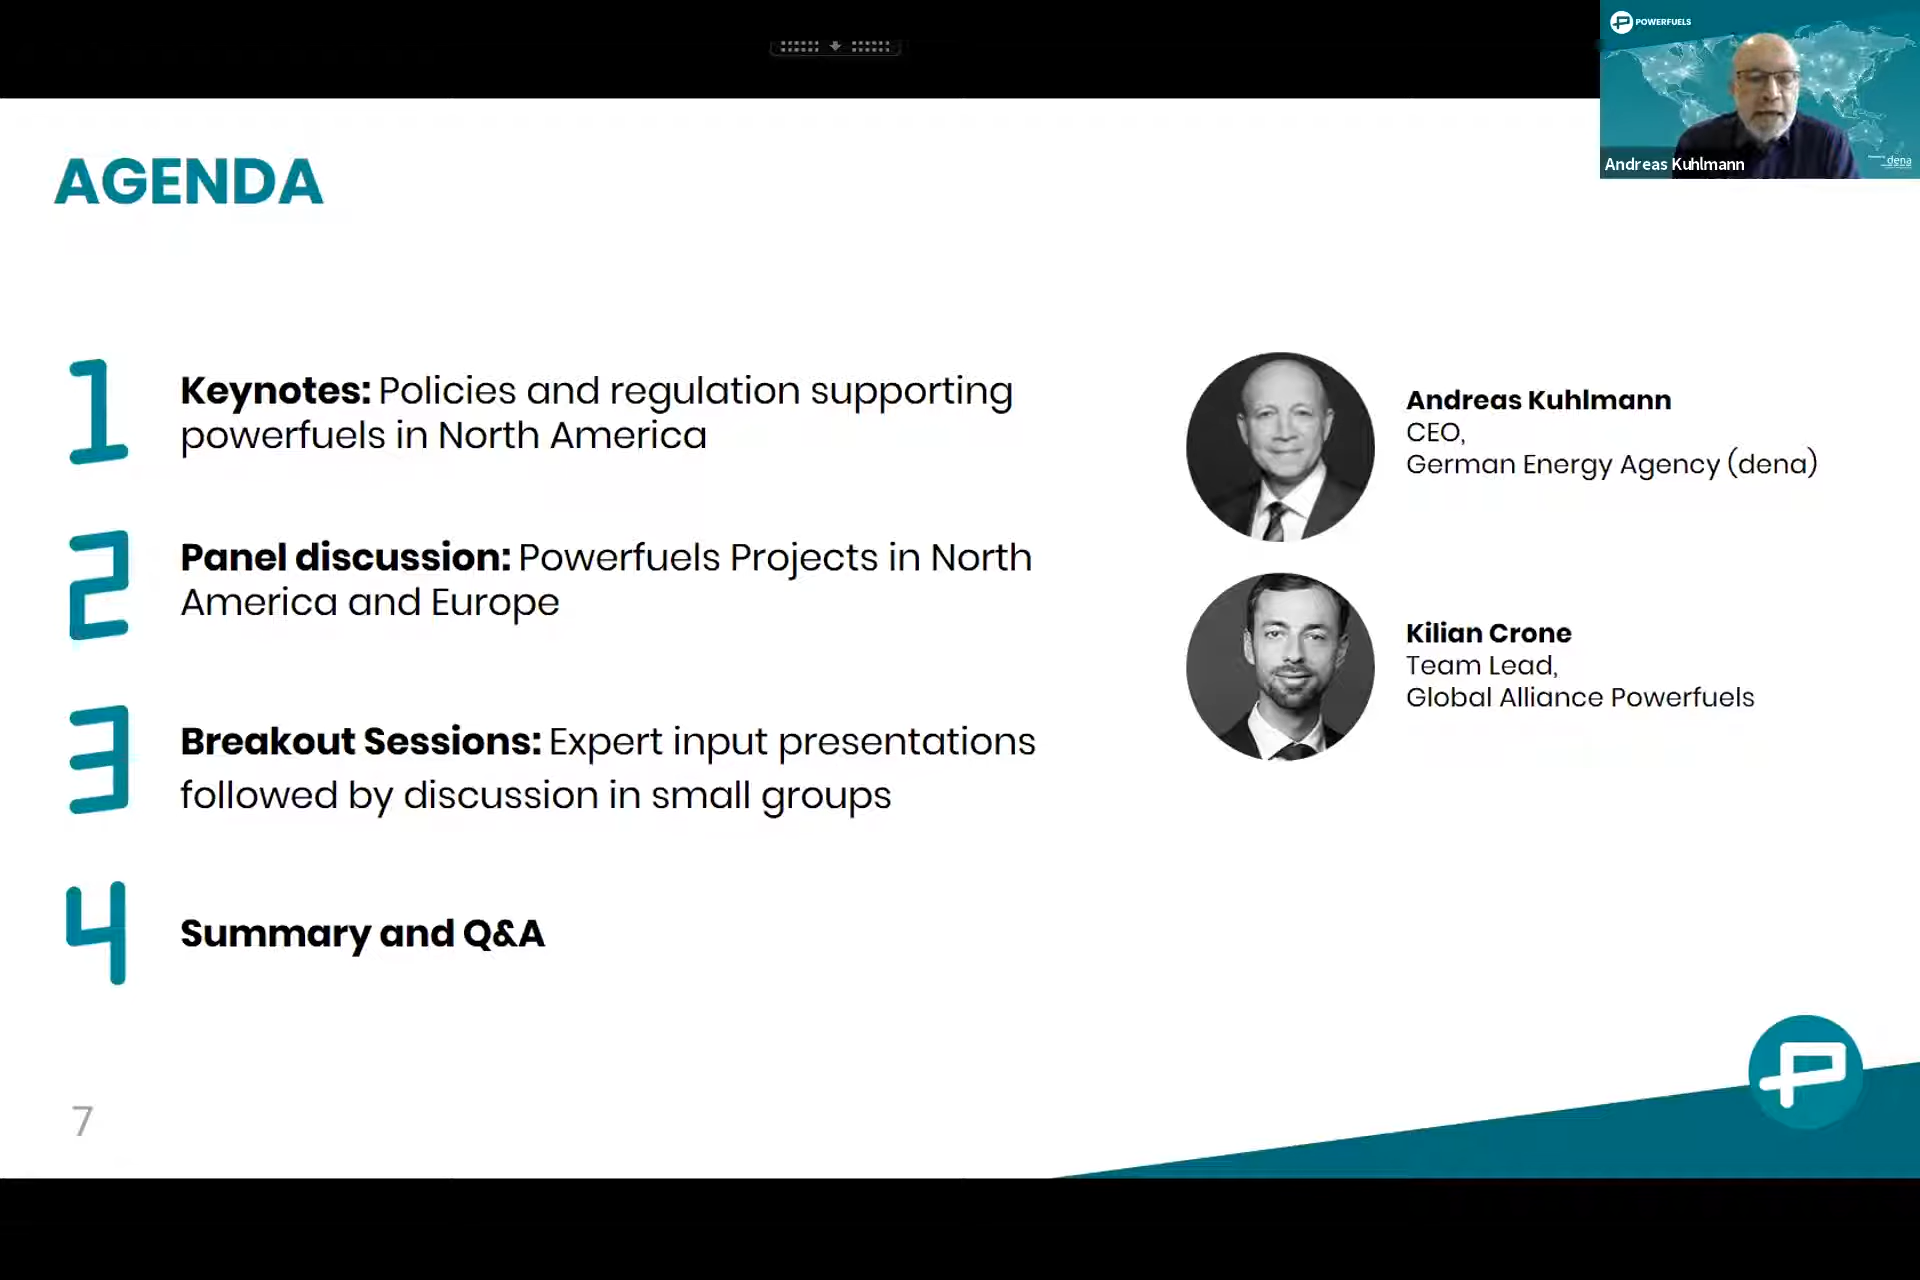 POWERFUELS
Andreas Kuhlmann
dena
AGENDA
1
Keynotes: Policies and regulation supporting
powerfuels in North America
2
Panel discussion: Powerfuels Projects in North
America and Europe
3
Breakout Sessions: Expert input presentations
followed by discussion in small groups
4
Summary and Q&A
Andreas Kuhlmann
CEO,
German Energy Agency (dena)
Kilian Crone
Team Lead,
Global Alliance Powerfuels
7